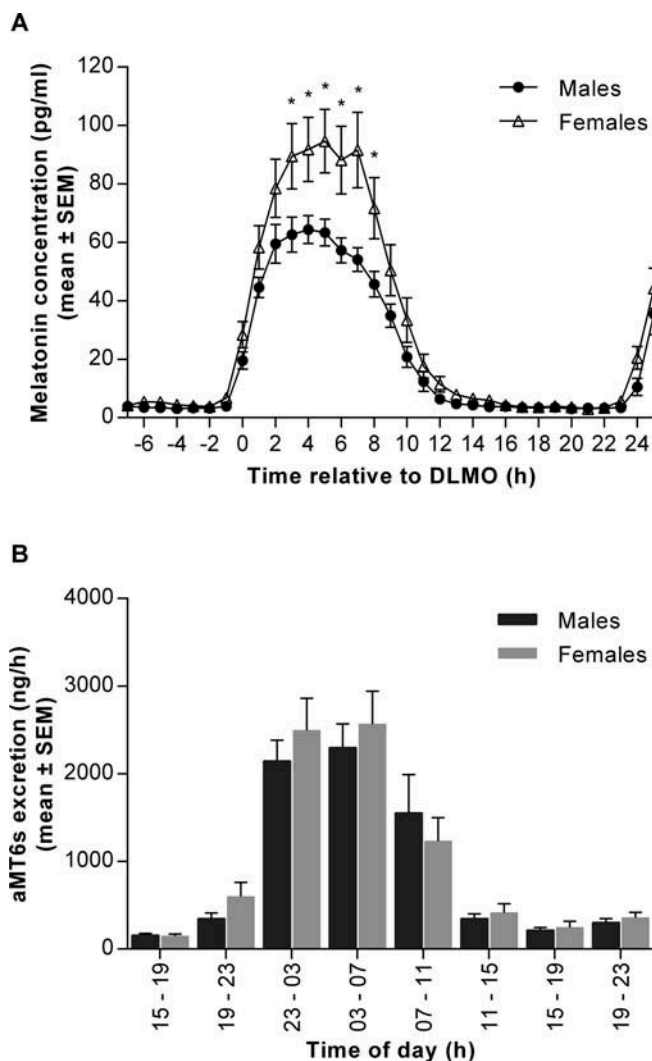 A
Melatonin concentration (pg/ml)
(mean ± SEM)
120
100
80
60
40
20
0
* * * * * *
Males
Females
-6 -4 -2 0 2 4 6 8 10 12 14 16 18 20 22 24
Time relative to DLMO (h)
B
aMT6s excretion (ng/h)
(mean ± SEM)
4000
3000
2000
1000
0
Males
Females
15 - 19
19 - 23
23 - 03
03 - 07
07 - 11
11 - 15
15 - 19
19 - 23
Time of day (h)